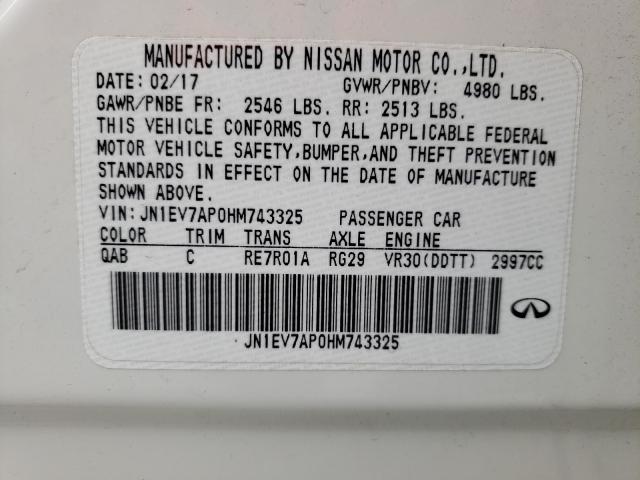 MANUFACTURED BY NISSAN MOTOR CO.,LTD.
DATE: 02/17 GVWR/PNBV: 4980 LBS.
GAWR/PNBE FR: 2546 LBS. RR: 2513 LBS.
THIS VEHICLE CONFORMS TO ALL APPLICABLE FEDERAL
MOTOR VEHICLE SAFETY,BUMPER,AND THEFT PREVENTION
STANDARDS IN EFFECT ON THE DATE OF MANUFACTURE
SHOWN ABOVE.
VIN:JN1EV7AP0HM743325 PASSENGER CAR
COLOR TRIM TRANS AXLE ENGINE
QAB C RE7R01A RG29 VR30(DDTT) 2997CC
JN1EV7AP0HM743325